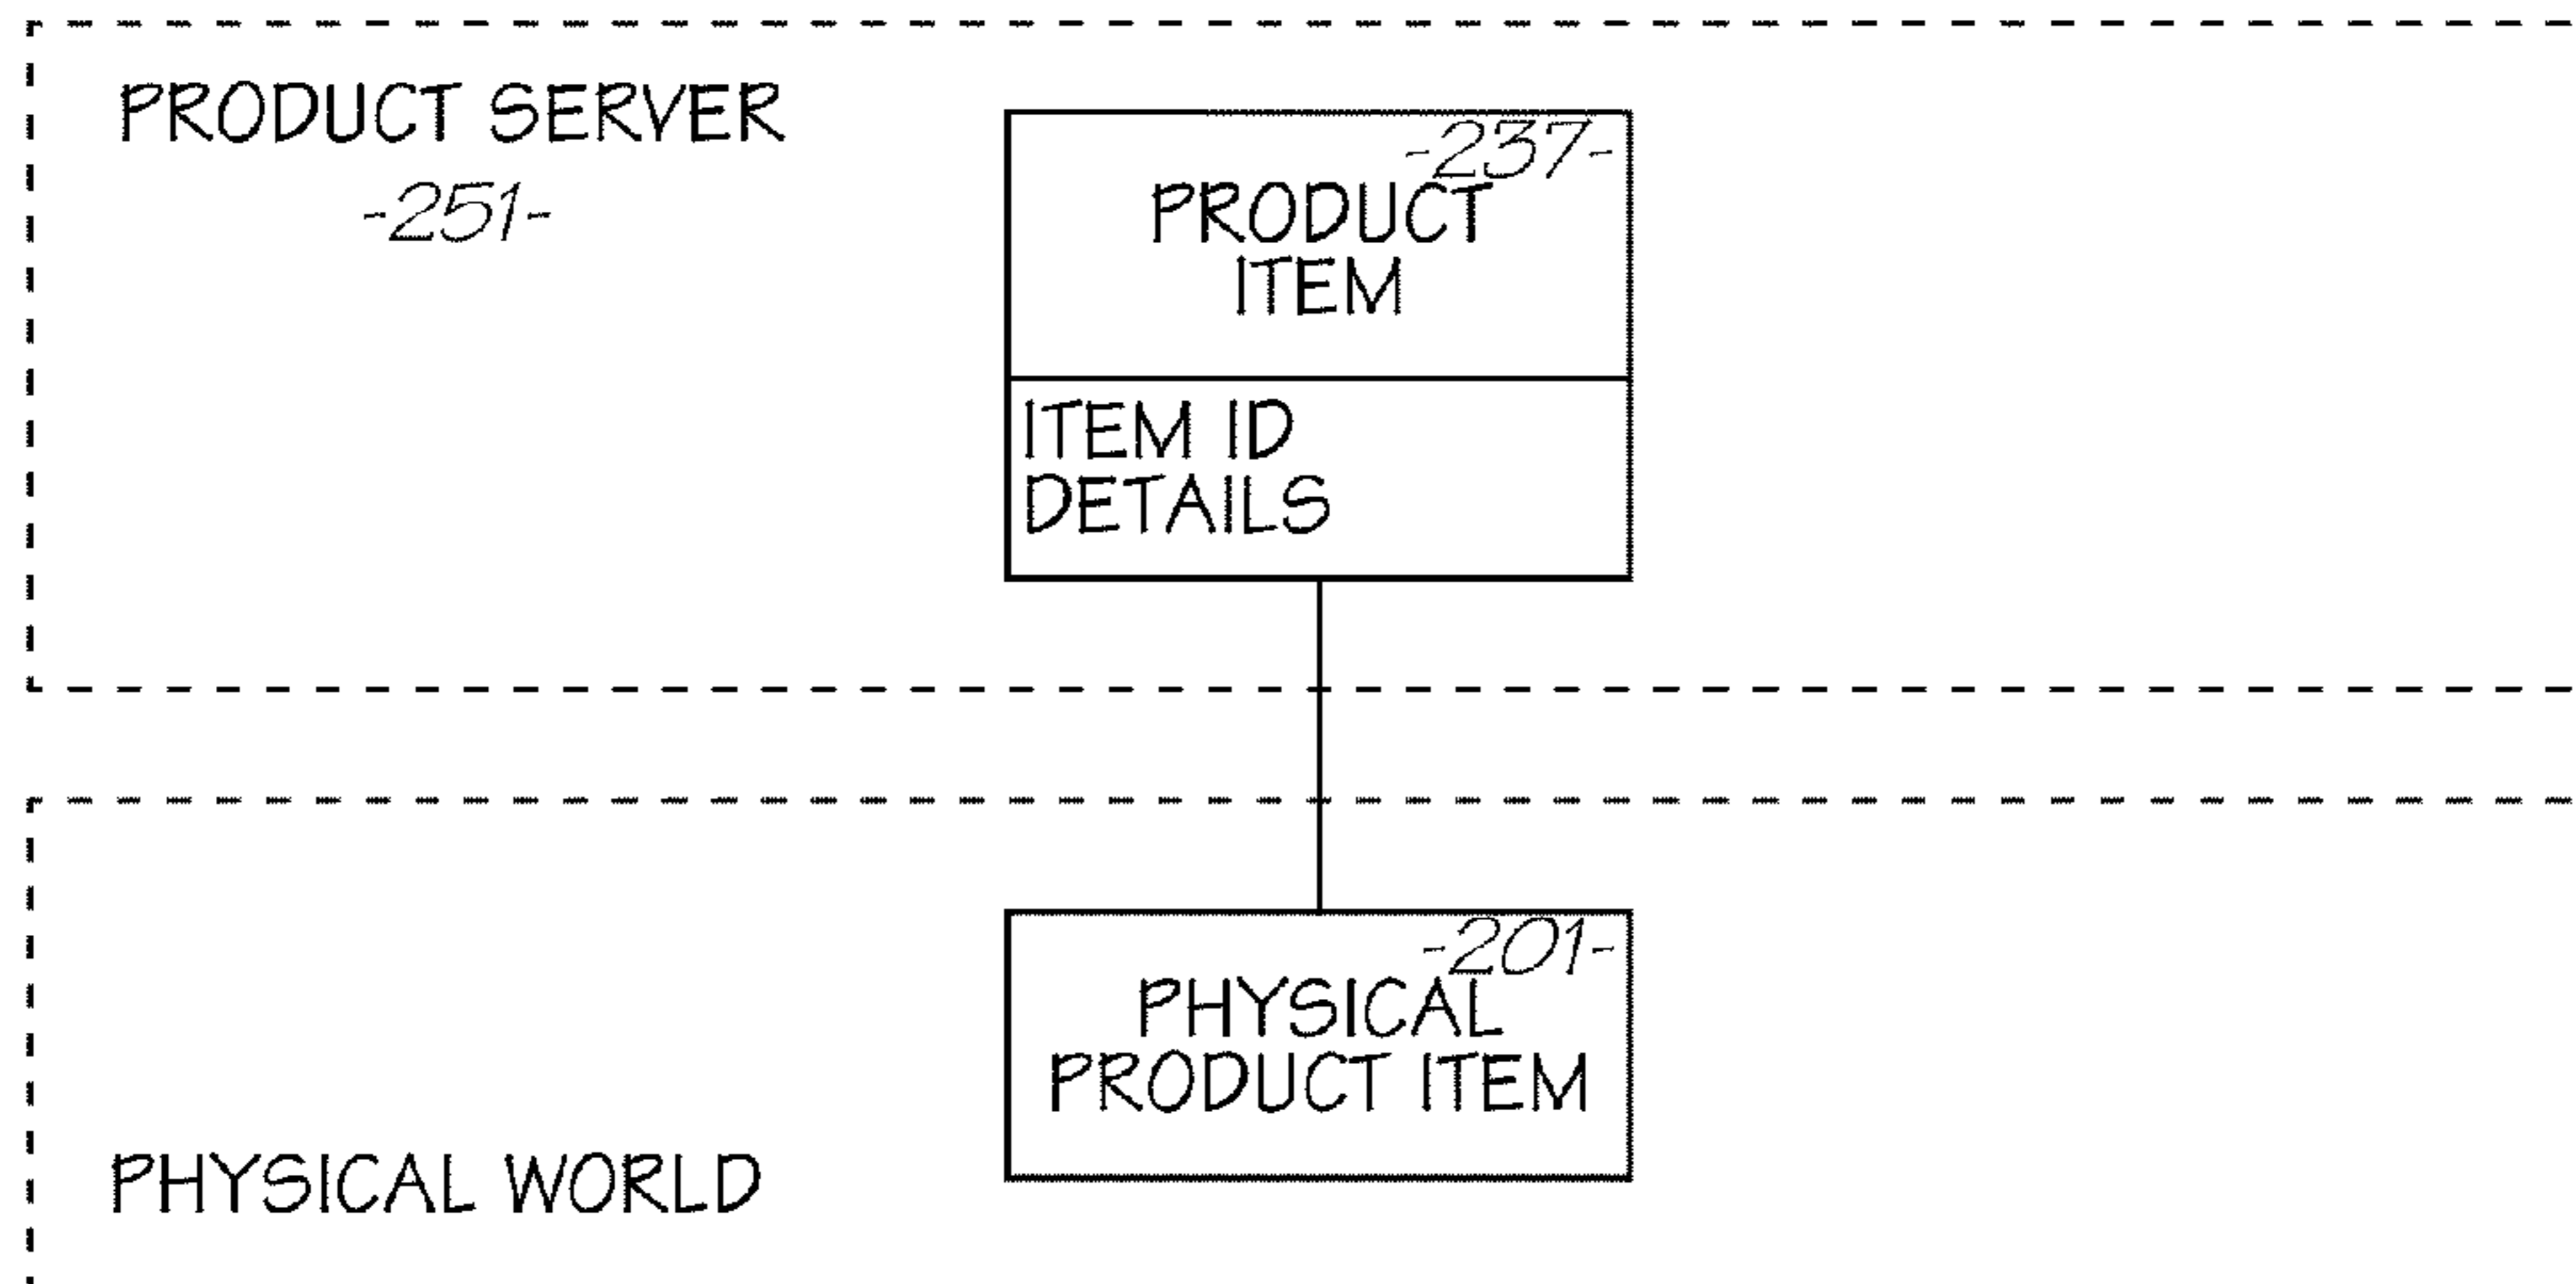 PRODUCT SERVER
-251-
-237-
PRODUCT
ITEM
ITEM ID
DETAILS
-201-
PHYSICAL
PRODUCT ITEM
PHYSICAL WORLD